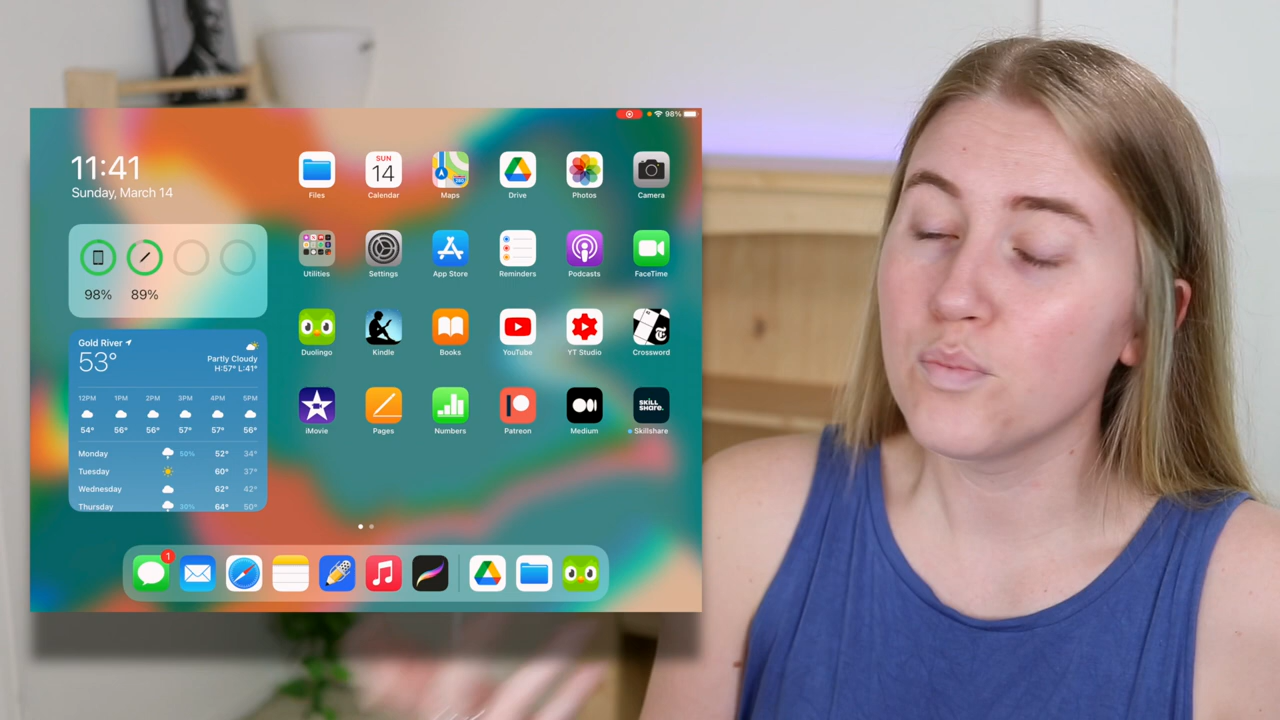 98%
11:41
Sunday, March 14
SUN
14
Files
Calendar
Maps
Drive
Photos
Camera
Utilities
Settings
App Store
Reminders
Podcasts
FaceTime
98%
89%
Duolingo
Kindle
Books
YouTube
YT Studio
Crossword
Gold River
53°
Partly Cloudy
H:57° L:41°
12PM 1PM 2PM 3PM 4PM 5PM
54° 56° 56° 57° 57° 56°
SKILL
SHARE.
iMovie
Pages
Numbers
Patreon
Medium
Skillshare
Monday 50% 52° 34°
Tuesday 60° 37°
Wednesday 62° 42°
Thursday 30% 64° 50°
1